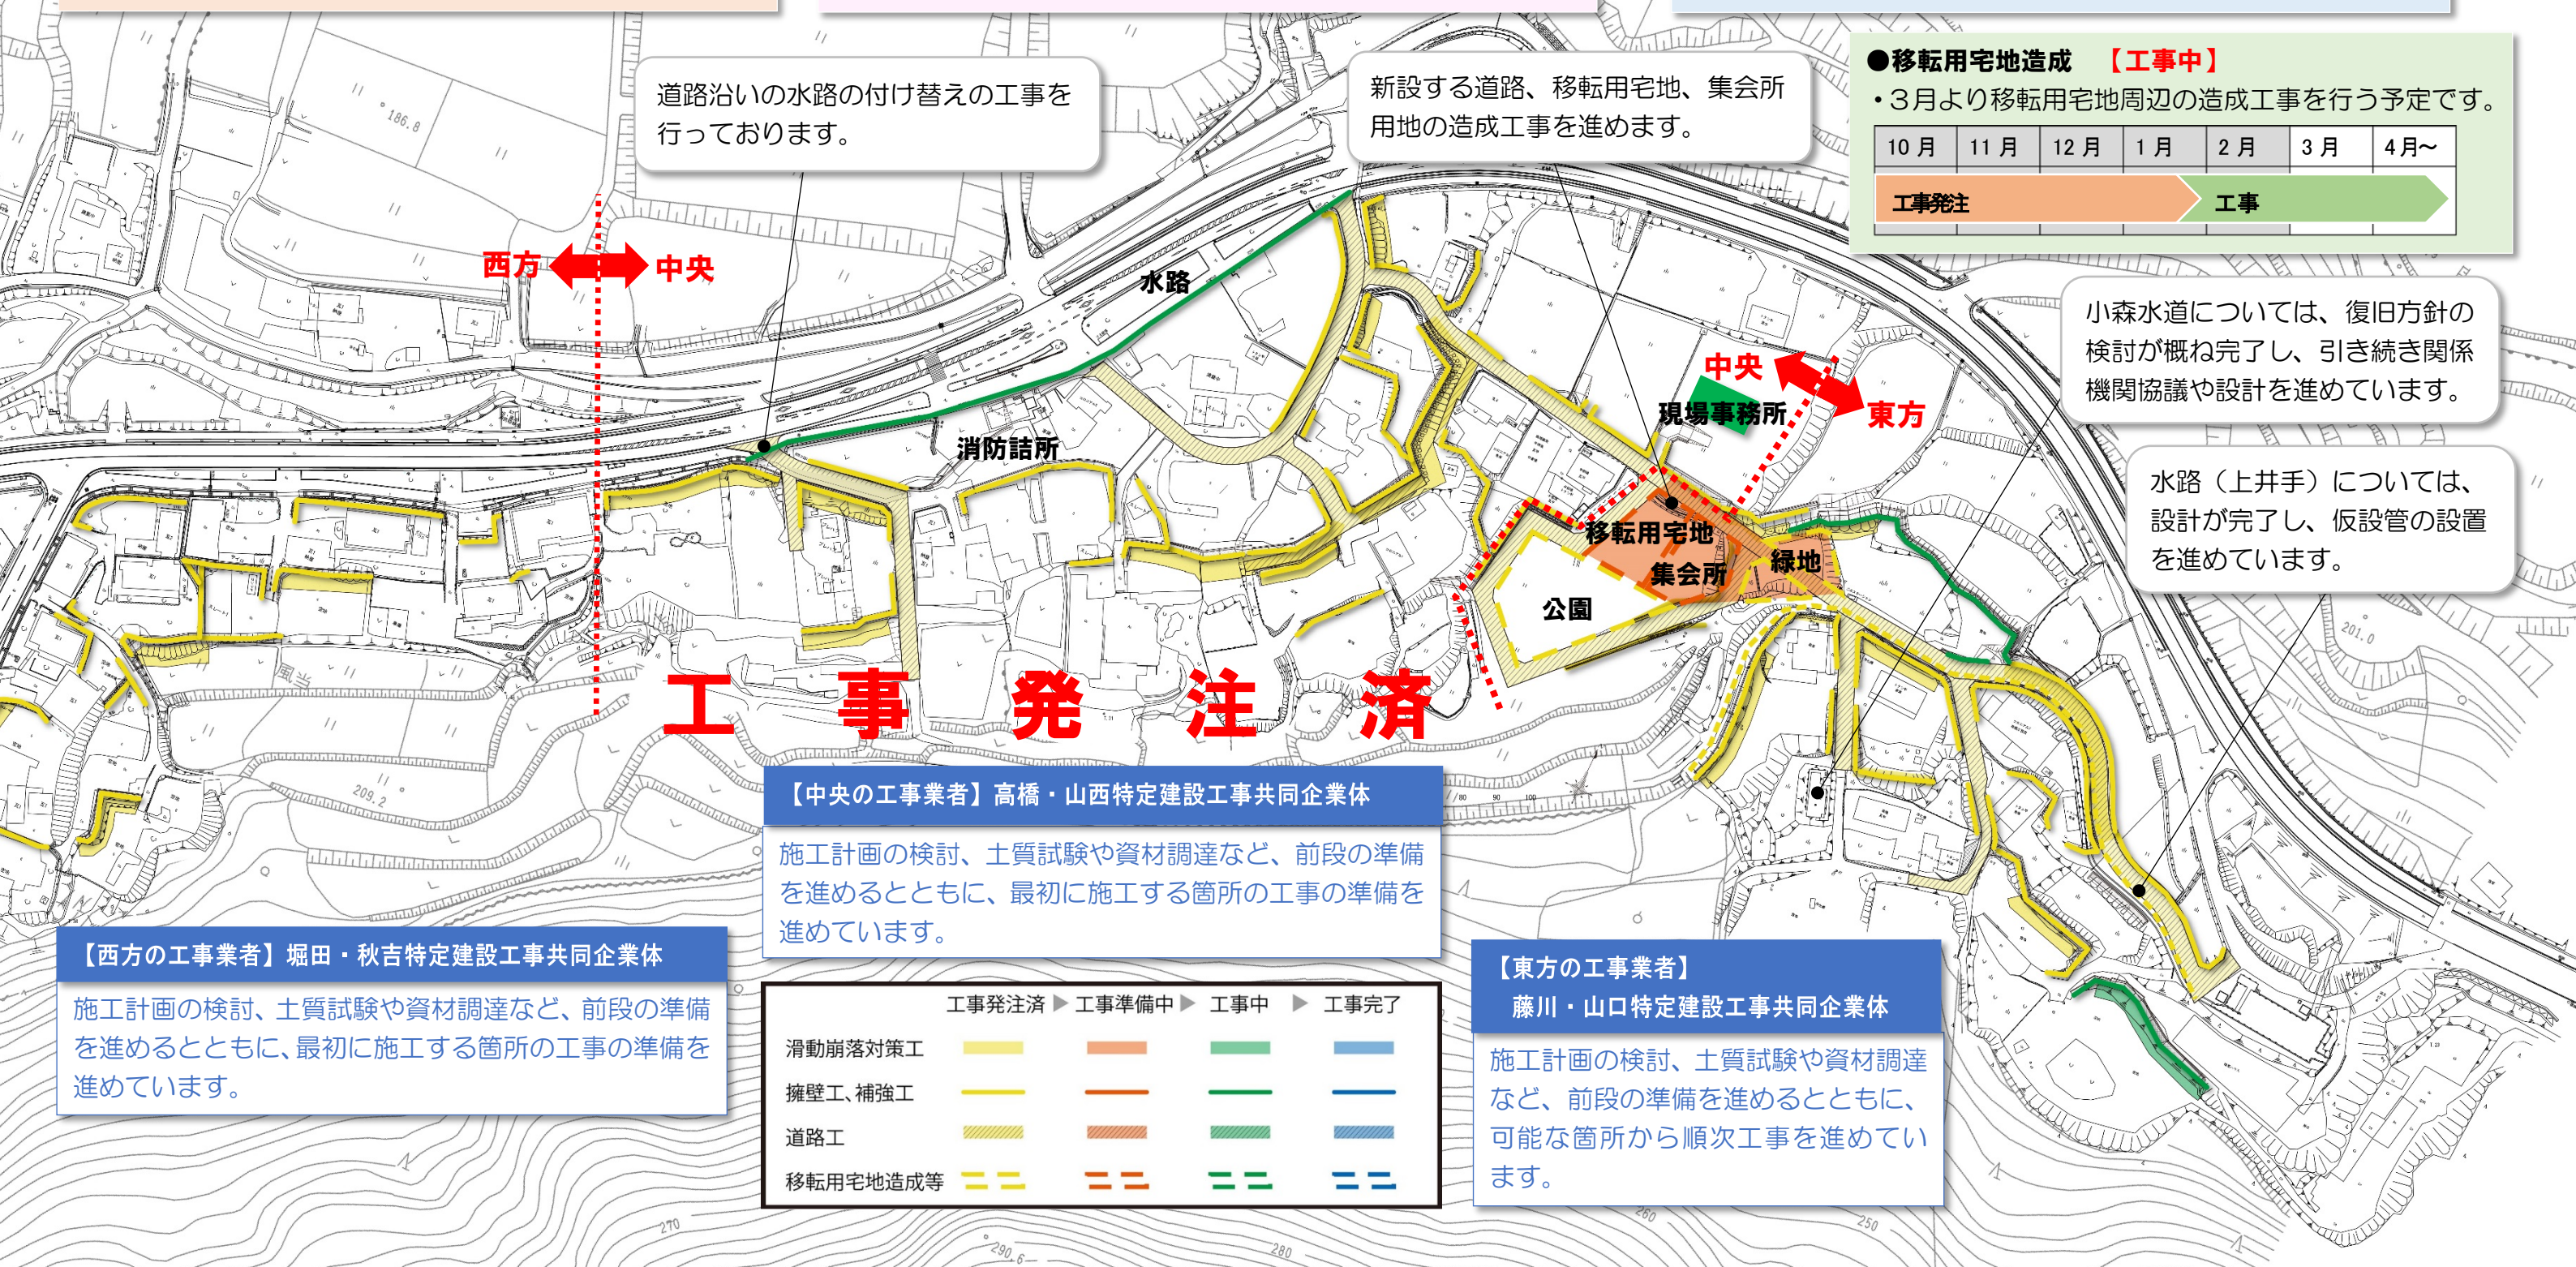 ●移転用宅地造成　【工事中】
・３月より移転用宅地周辺の造成工事を行う予定です。
10 月　11 月　12 月　1 月　2 月　3 月　4 月～
工事発注　工事
道路沿いの水路の付け替えの工事を
行っております。
新設する道路、移転用宅地、集会所
用地の造成工事を進めます。
小森水道については、復旧方針の
検討が概ね完了し、引き続き関係
機関協議や設計を進めています。
水路（上井手）については、
設計が完了し、仮設管の設置
を進めています。
186.8
西方　中央
水路
消防詰所
中央
現場事務所
東方
移転用宅地
集会所
緑地
公園
201.0
風当
209.2
工事発注済
80　90　100
【中央の工事業者】高橋・山西特定建設工事共同企業体
施工計画の検討、土質試験や資材調達など、前段の準備
を進めるとともに、最初に施工する箇所の工事の準備を
進めています。
【西方の工事業者】堀田・秋吉特定建設工事共同企業体
施工計画の検討、土質試験や資材調達など、前段の準備
を進めるとともに、最初に施工する箇所の工事の準備を
進めています。
【東方の工事業者】
藤川・山口特定建設工事共同企業体
施工計画の検討、土質試験や資材調達
など、前段の準備を進めるとともに、
可能な箇所から順次工事を進めてい
ます。
工事発注済 ▶ 工事準備中 ▶ 工事中 ▶ 工事完了
滑動崩落対策工
擁壁工、補強工
道路工
移転用宅地造成等
270
290.6
280
260
250